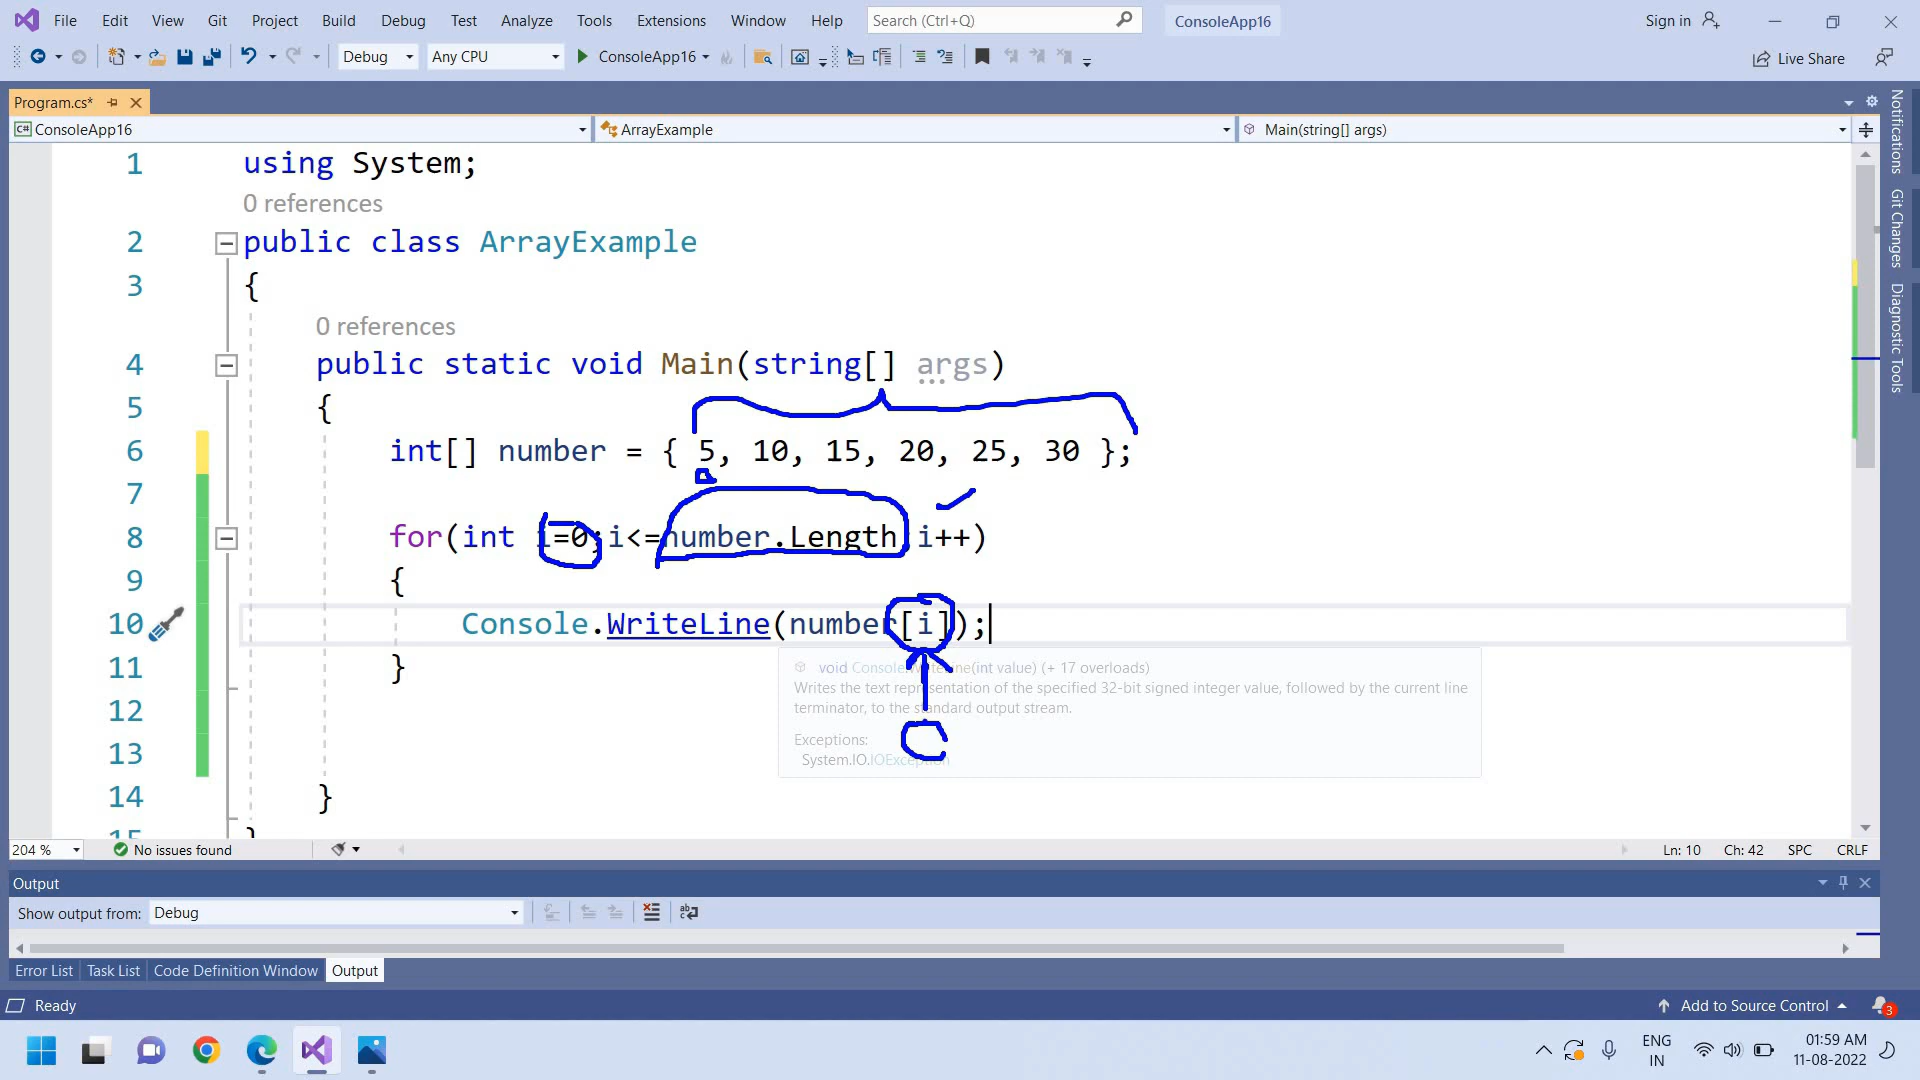 File Edit View Git Project Build Debug Test Analyze Tools Extensions Window Help Search (Ctrl+Q) ConsoleApp16 Sign in
Debug Any CPU ConsoleApp16 Live Share
Program.cs*
C# ConsoleApp16 ArrayExample Main(string[] args)
1 using System;
0 references
2 public class ArrayExample
3 {
0 references
4 public static void Main(string[] args)
5 {
6 int[] number = { 5, 10, 15, 20, 25, 30 };
7
8 for(int i=0;i<=number.Length i++)
9 {
10 Console.WriteLine(number[i]);
11 }
void Console.WriteLine(int value) (+ 17 overloads)
Writes the text representation of the specified 32-bit signed integer value, followed by the current line
terminator, to the standard output stream.
Exceptions:
System.IO.IOException
12
13
14 }
15 }
Notifications
Git Changes
Diagnostic Tools
204 % No issues found Ln: 10 Ch: 42 SPC CRLF
Output
Show output from: Debug
Error List Task List Code Definition Window Output
Ready Add to Source Control 3
ENG
IN
01:59 AM
11-08-2022